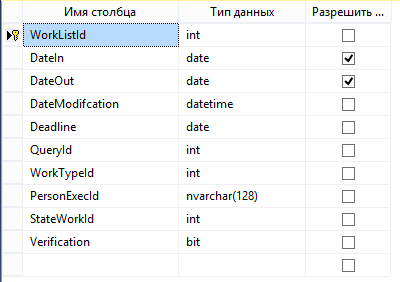 Имя столбца Тип данных Разрешить ...
WorkListId int
DateIn date
DateOut date
DateModifcation datetime
Deadline date
QueryId int
WorkTypeId int
PersonExecId nvarchar(128)
StateWorkId int
Verification bit